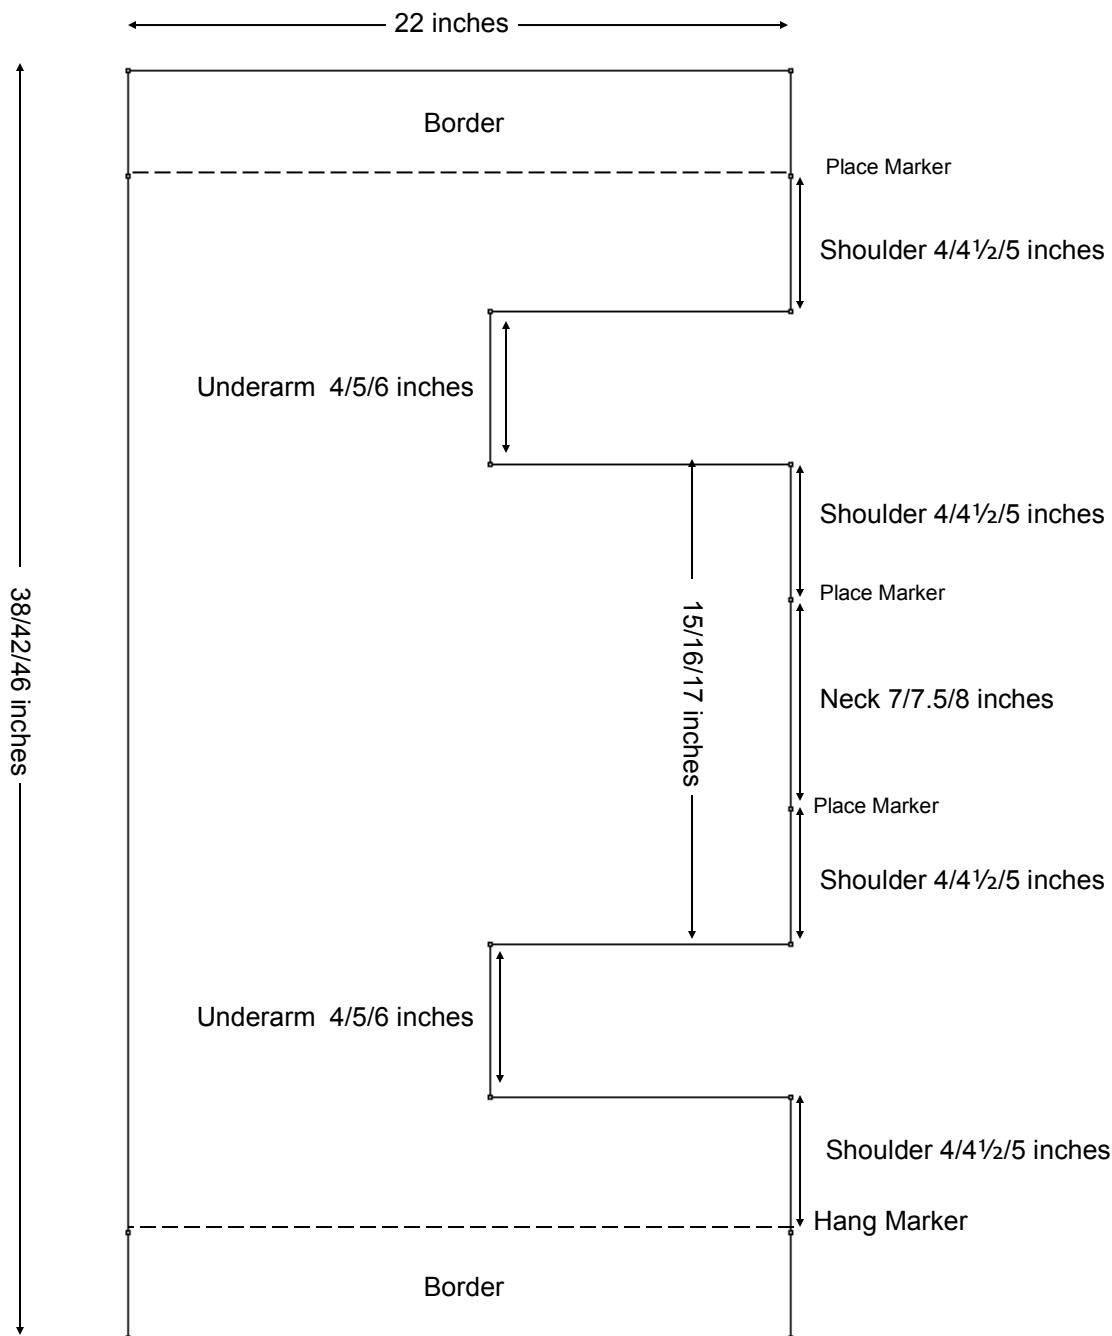 22 inches
Border
Place Marker
Shoulder 4/4½/5 inches
Underarm  4/5/6 inches
Shoulder 4/4½/5 inches
Place Marker
38/42/46 inches
15/16/17 inches
Neck 7/7.5/8 inches
Place Marker
Shoulder 4/4½/5 inches
Underarm  4/5/6 inches
Shoulder 4/4½/5 inches
Hang Marker
Border